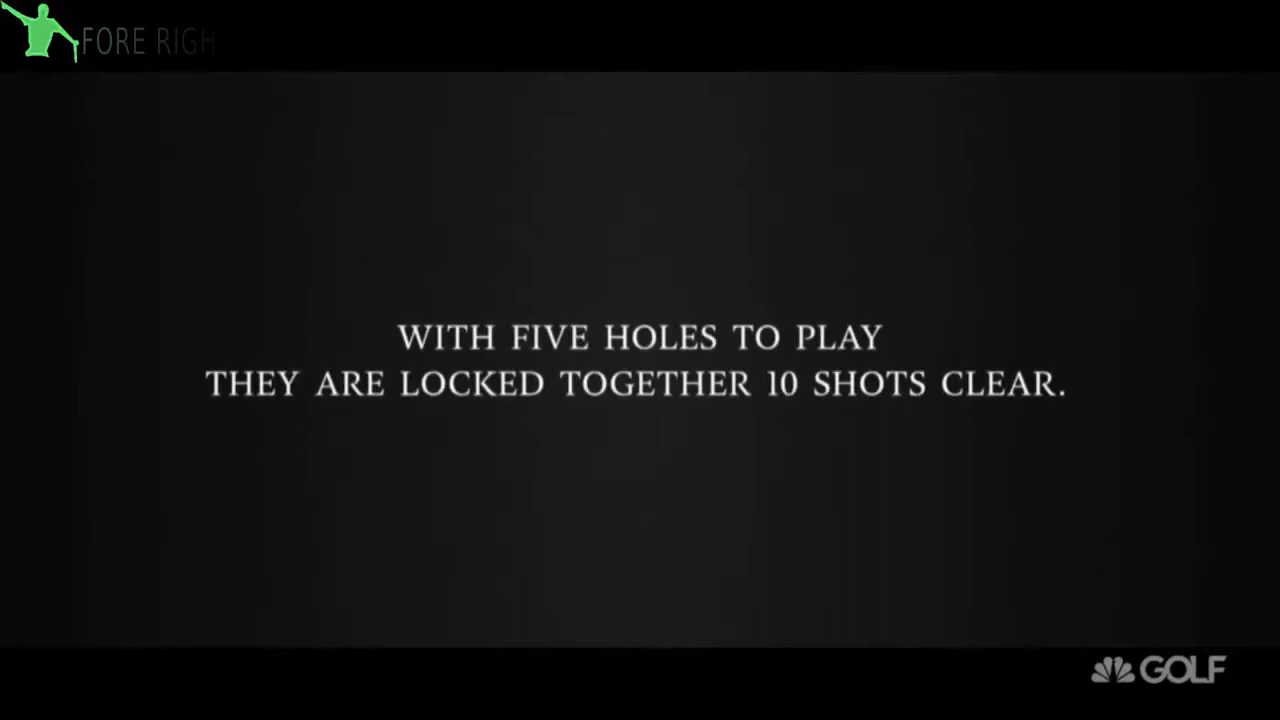 FORE RIGH
WITH FIVE HOLES TO PLAY
THEY ARE LOCKED TOGETHER 10 SHOTS CLEAR.
GOLF